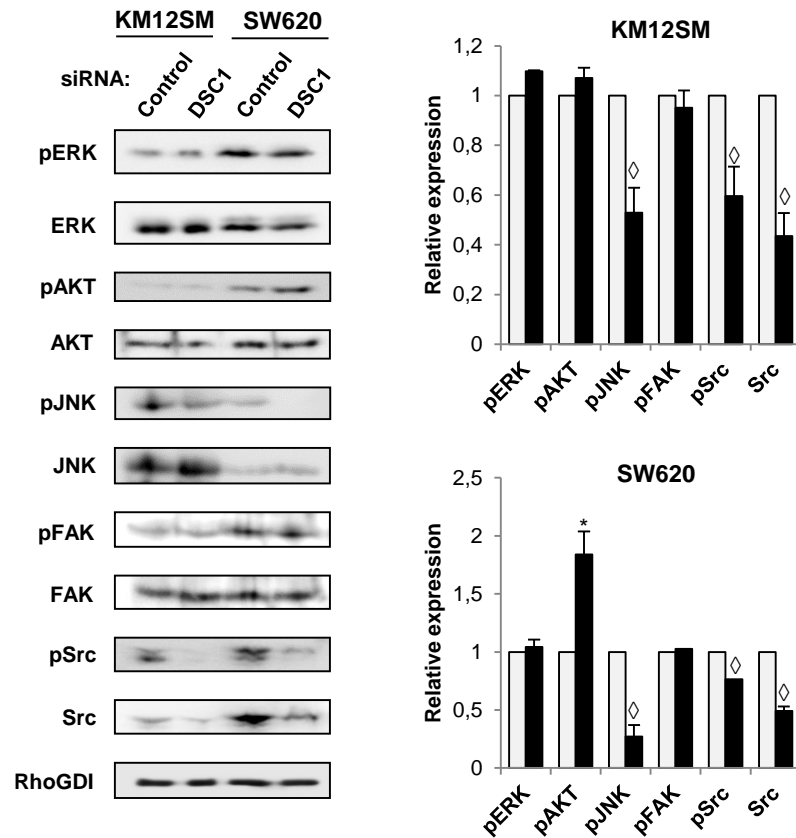 KM12SM SW620
siRNA: Control DSC1 Control DSC1
pERK
ERK
pAKT
AKT
pJNK
JNK
pFAK
FAK
pSrc
Src
RhoGDI
KM12SM
Relative expression
1,2
1
0,8
0,6
0,4
0,2
0
◊ ◊ ◊
pERK pAKT pJNK pFAK pSrc Src
SW620
Relative expression
2,5
2
1,5
1
0,5
0
* ◊ ◊ ◊
pERK pAKT pJNK pFAK pSrc Src